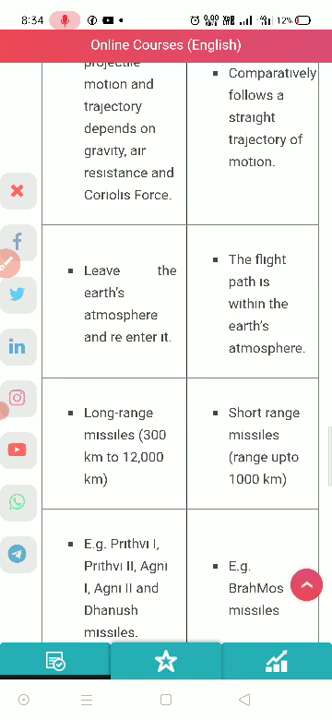 8:34
12%
Online Courses (English)
projectile
motion and
trajectory
depends on
gravity, air
resistance and
Coriolis Force.
Comparatively
follows a
straight
trajectory of
motion.
Leave the
earth's
atmosphere
and re enter it.
The flight
path is
within the
earth's
atmosphere.
Long-range
missiles (300
km to 12,000
km)
Short range
missiles
(range upto
1000 km)
E.g. Prithvi I,
Prithvi II, Agni
I, Agni II and
Dhanush
missiles.
E.g.
BrahMos
missiles